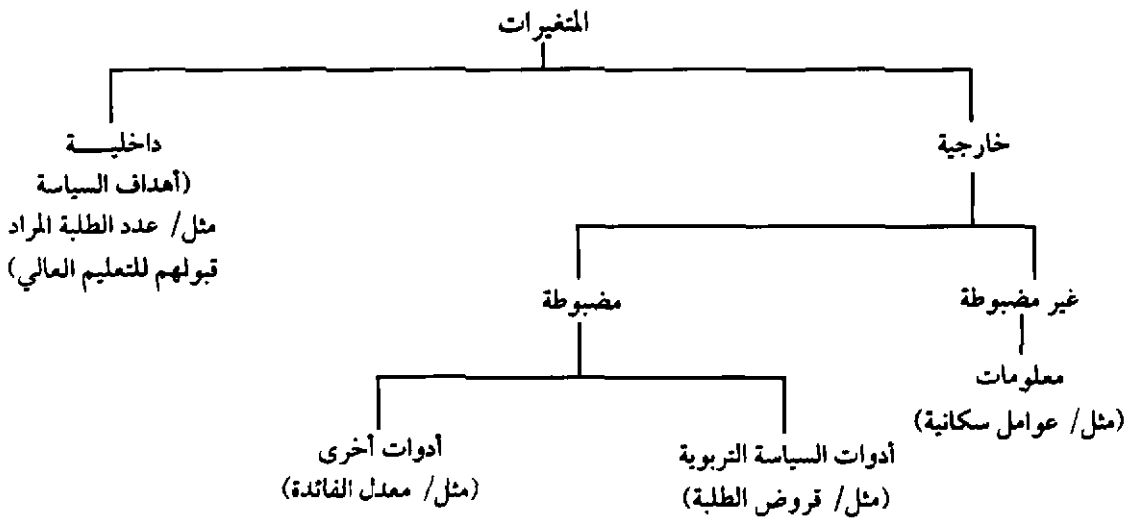 المتغيرات
خارجية
داخليــــة
(أهداف السياسة
مثل/ عدد الطلبة المراد
قبولهم للتعليم العالي)
غير مضبوطة
مضبوطة
معلومات
(مثل/ عوامل سكانية)
أدوات السياسة التربوية
(مثل/ قروض الطلبة)
أدوات أخرى
(مثل/ معدل الفائدة)